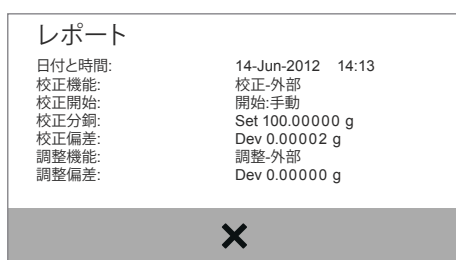 レポート
日付と時間: 14-Jun-2012 14:13
校正機能: 校正-外部
校正開始: 開始:手動
校正分銅: Set 100.00000 g
校正偏差: Dev 0.00002 g
調整機能: 調整-外部
調整偏差: Dev 0.00000 g